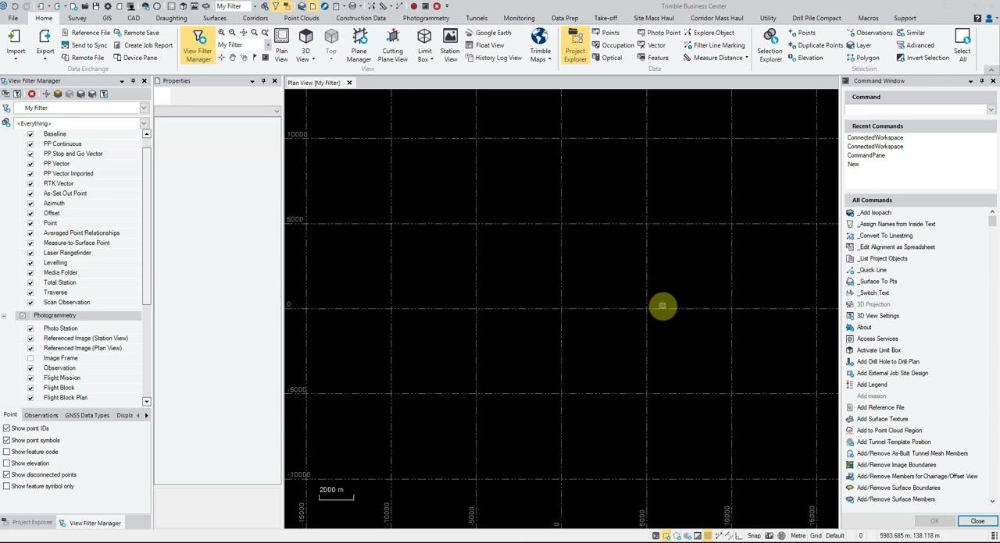 My Filter
Trimble Business Center
File Home Survey GIS CAD Draughting Surfaces Corridors Point Clouds Construction Data Photogrammetry Tunnels Monitoring Data Prep Take-off Site Mass Haul Corridor Mass Haul Utility Drill Pile Compact Macros Support
Import
Export
Reference File
Remote Save
Send to Sync
Create Job Report
Remote File
Device Pane
Data Exchange
View Filter Manager
My Filter
Plan View
3D View
Top
Plane Manager
Cutting Plane View
Limit Box
Station View
Google Earth
Float View
History Log View
Trimble Maps
View
Project Explorer
Points
Photo Point
Explore Object
Occupation
Vector
Filter Line Marking
Optical
Feature
Measure Distance
Data
Selection Explorer
Points
Observations
Similar
Duplicate Points
Layer
Advanced
Elevation
Polygon
Invert Selection
Selection
Select All
View Filter Manager
My Filter
<Everything>
Baseline
PP Continuous
PP Stop and Go Vector
PP Vector
PP Vector Imported
RTK Vector
As-Set Out Point
Azimuth
Offset
Point
Averaged Point Relationships
Measure-to-Surface Point
Laser Rangefinder
Levelling
Media Folder
Total Station
Traverse
Scan Observation
Photogrammetry
Photo Station
Referenced Image (Station View)
Referenced Image (Plan View)
Image Frame
Observation
Flight Mission
Flight Block
Flight Block Plan
Point Observations GNSS Data Types Displa
Show point IDs
Show point symbols
Show feature code
Show elevation
Show disconnected points
Show feature symbol only
Project Explorer View Filter Manager
Properties
Plan View [My Filter]
10000
5000
0
-5000
-10000
2000 m
-15000
-10000
-5000
0
5000
10000
15000
Command Window
Command
Recent Commands
ConnectedWorkspace
ConnectedWorkspace
CommandPane
New
All Commands
_Add Isopach
_Assign Names from Inside Text
_Convert To Linestring
_Edit Alignment as Spreadsheet
_List Project Objects
_Quick Line
_Surface To Pts
_Switch Text
3D Projection
3D View Settings
About
Access Services
Activate Limit Box
Add Drill Hole to Drill Plan
Add External Job Site Design
Add Legend
Add mission
Add Reference File
Add Surface Texture
Add to Point Cloud Region
Add Tunnel Template Position
Add/Remove As-Built Tunnel Mesh Members
Add/Remove Image Boundaries
Add/Remove Members for Chainage/Offset View
Add/Remove Surface Boundaries
Add/Remove Surface Members
OK Close
Snap Metre Grid Default 0 5983.685 m, 138.118 m